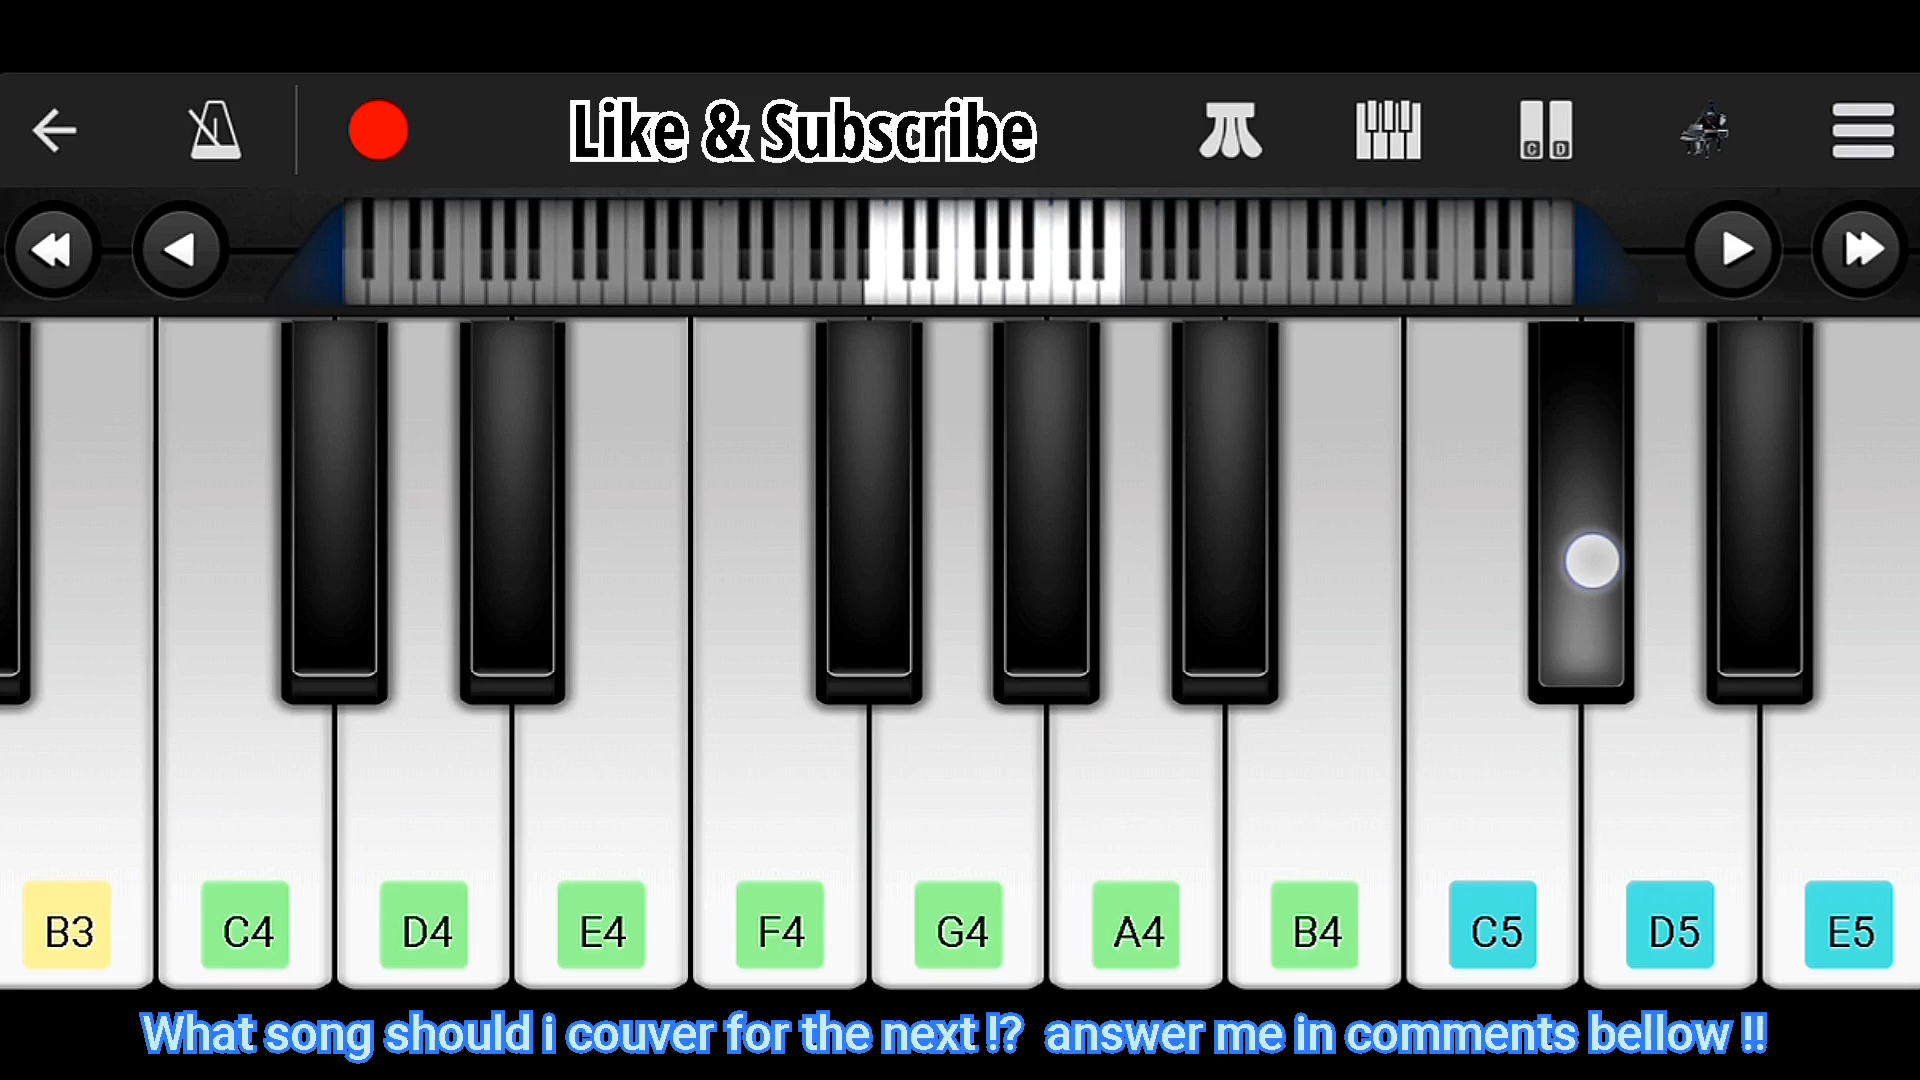 Like & Subscribe
C D
B3 C4 D4 E4 F4 G4 A4 B4 C5 D5 E5
What song should i couver for the next !? answer me in comments bellow !!